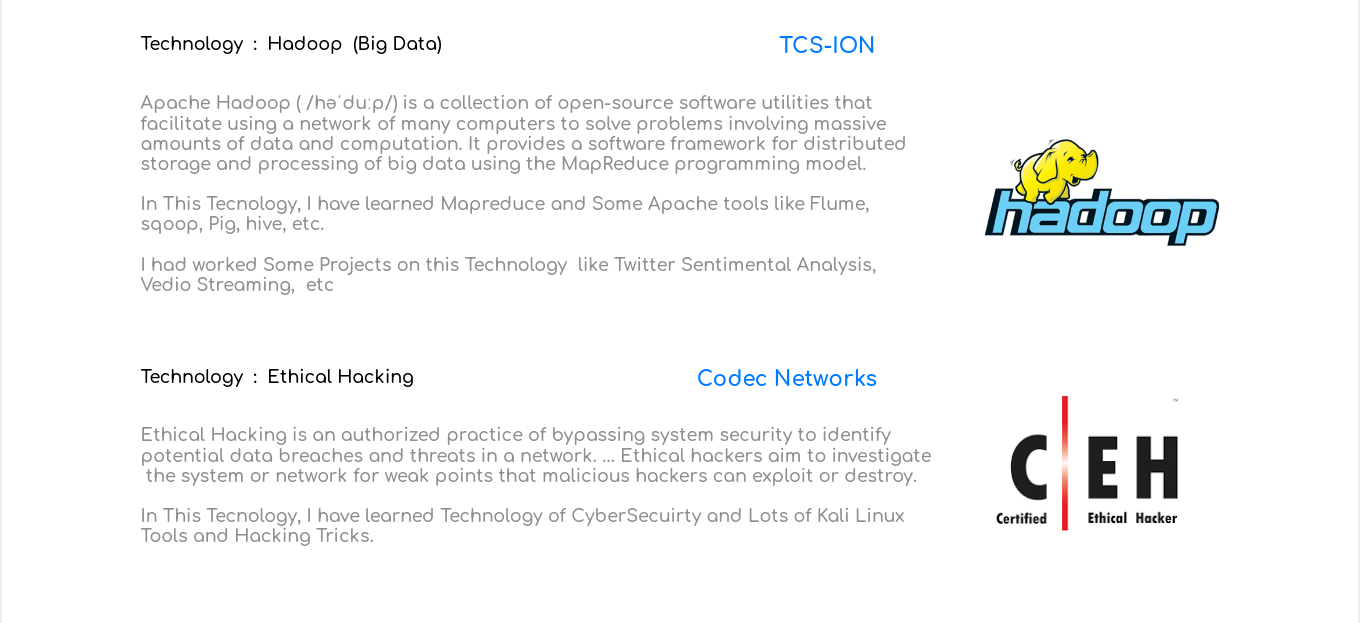 Technology : Hadoop (Big Data)
TCS-ION
Apache Hadoop ( /həˈduːp/) is a collection of open-source software utilities that
facilitate using a network of many computers to solve problems involving massive
amounts of data and computation. It provides a software framework for distributed
storage and processing of big data using the MapReduce programming model.
In This Tecnology, I have learned Mapreduce and Some Apache tools like Flume,
sqoop, Pig, hive, etc.
I had worked Some Projects on this Technology like Twitter Sentimental Analysis,
Vedio Streaming, etc
hadoop
Technology : Ethical Hacking
Codec Networks
Ethical Hacking is an authorized practice of bypassing system security to identify
potential data breaches and threats in a network. ... Ethical hackers aim to investigate
the system or network for weak points that malicious hackers can exploit or destroy.
In This Tecnology, I have learned Technology of CyberSecuirty and Lots of Kali Linux
Tools and Hacking Tricks.
™
C EH
Certified Ethical Hacker